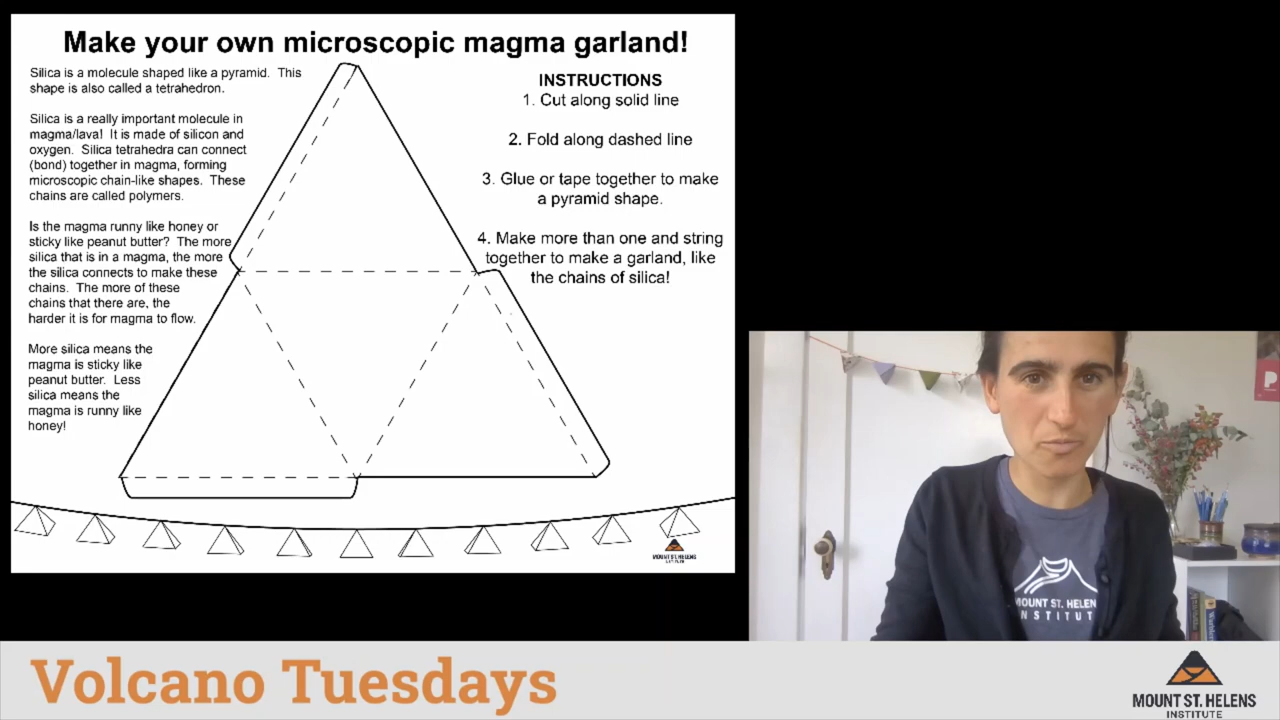 Make your own microscopic magma garland!
Silica is a molecule shaped like a pyramid. This
shape is also called a tetrahedron.
Silica is a really important molecule in
magma/lava! It is made of silicon and
oxygen. Silica tetrahedra can connect
(bond) together in magma, forming
microscopic chain-like shapes. These
chains are called polymers.
Is the magma runny like honey or
sticky like peanut butter? The more
silica that is in a magma, the more
the silica connects to make these
chains. The more of these
chains that there are, the
harder it is for magma to flow.
More silica means the
magma is sticky like
peanut butter. Less
silica means the
magma is runny like
honey!
INSTRUCTIONS
1. Cut along solid line
2. Fold along dashed line
3. Glue or tape together to make
a pyramid shape.
4. Make more than one and string
together to make a garland, like
the chains of silica!
MOUNT ST. HELENS
INSTITUTE
MOUNT ST. HELEN
NSTITUT
Volcano Tuesdays
MOUNT ST. HELENS
INSTITUTE